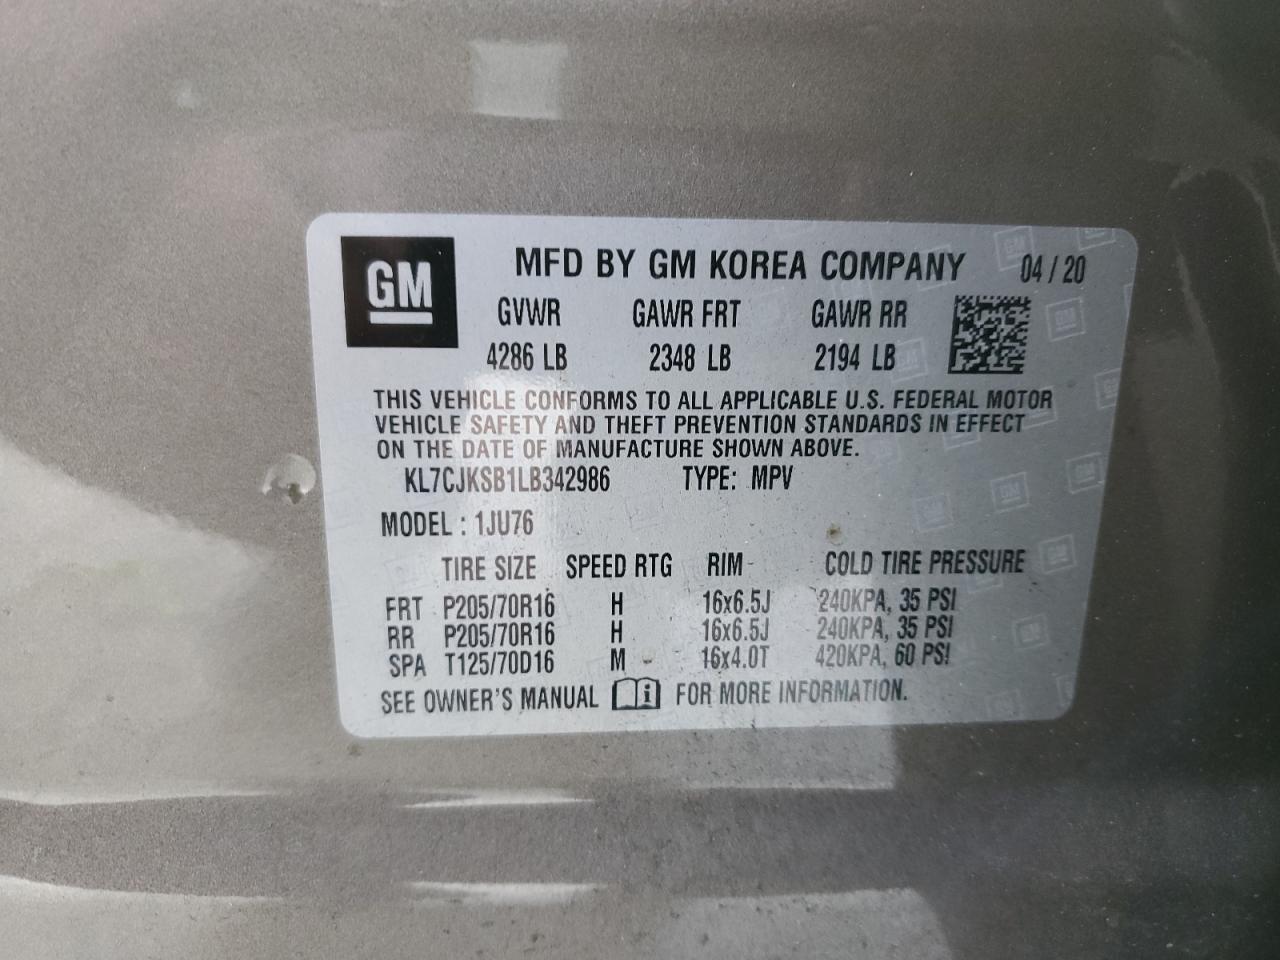 GM
MFD BY GM KOREA COMPANY 04 / 20
GVWR GAWR FRT GAWR RR
4286 LB 2348 LB 2194 LB
THIS VEHICLE CONFORMS TO ALL APPLICABLE U.S. FEDERAL MOTOR
VEHICLE SAFETY AND THEFT PREVENTION STANDARDS IN EFFECT
ON THE DATE OF MANUFACTURE SHOWN ABOVE.
KL7CJKSB1LB342986 TYPE: MPV
MODEL : 1JU76
TIRE SIZE SPEED RTG RIM COLD TIRE PRESSURE
FRT P205/70R16 H 16x6.5J 240KPA, 35 PSI
RR P205/70R16 H 16x6.5J 240KPA, 35 PSI
SPA T125/70D16 M 16x4.0T 420KPA, 60 PSI
SEE OWNER'S MANUAL FOR MORE INFORMATION.